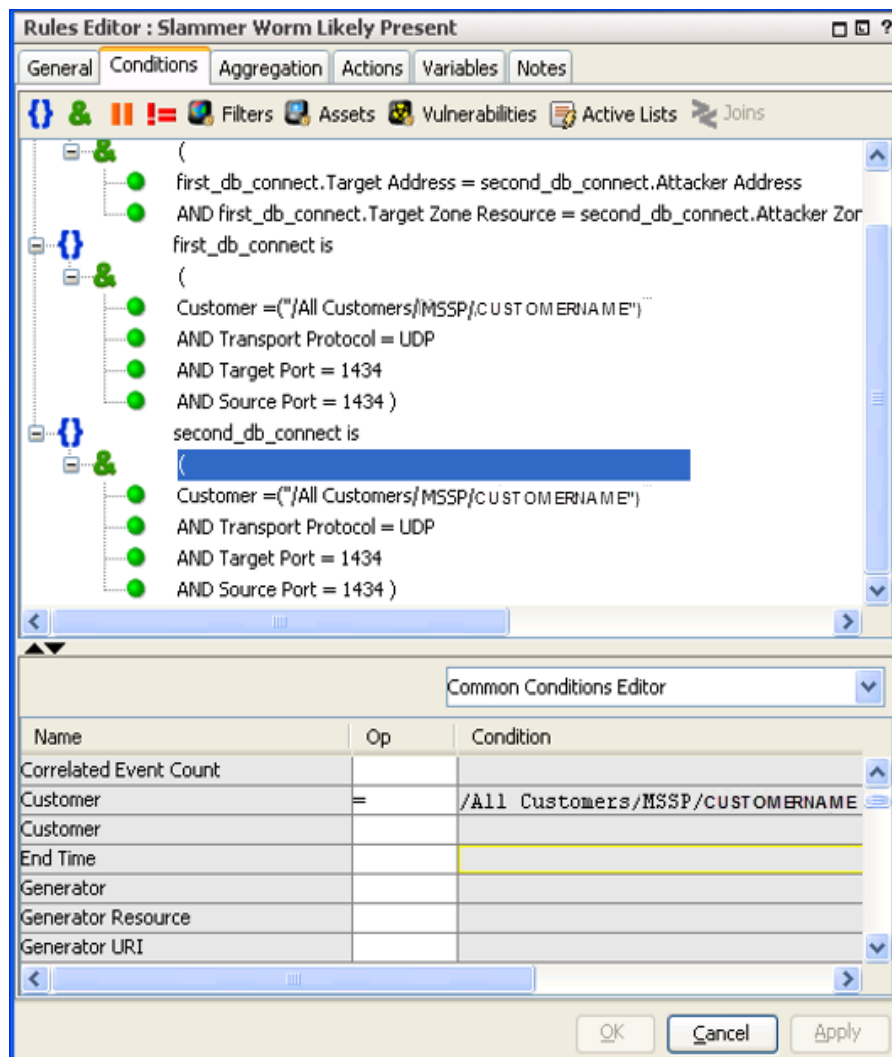 Rules Editor : Slammer Worm Likely Present ?
General Conditions Aggregation Actions Variables Notes
{} & != Filters Assets Vulnerabilities Active Lists Joins
& (
first_db_connect.Target Address = second_db_connect.Attacker Address
AND first_db_connect.Target Zone Resource = second_db_connect.Attacker Zor
{} first_db_connect is
& (
Customer =("/All Customers/MSSP/CUSTOMERNAME")
AND Transport Protocol = UDP
AND Target Port = 1434
AND Source Port = 1434 )
{} second_db_connect is
& (
Customer =("/All Customers/MSSP/CUSTOMERNAME")
AND Transport Protocol = UDP
AND Target Port = 1434
AND Source Port = 1434 )
Common Conditions Editor
Name Op Condition
Correlated Event Count
Customer = /All Customers/MSSP/CUSTOMERNAME
Customer
End Time
Generator
Generator Resource
Generator URI
OK Cancel Apply